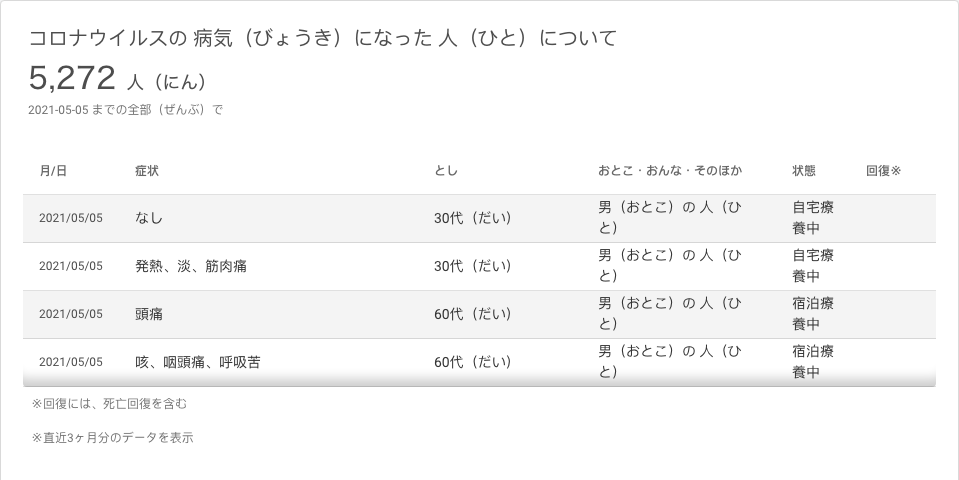 コロナウイルスの 病気（びょうき）になった 人（ひと）について
5,272 人（にん）
2021-05-05 までの全部（ぜんぶ）で
月/日 症状 とし おとこ・おんな・そのほか 状態 回復※
2021/05/05 なし 30代（だい） 男（おとこ）の 人（ひ 自宅療
と） 養中
2021/05/05 発熱、淡、筋肉痛 30代（だい） 男（おとこ）の 人（ひ 自宅療
と） 養中
2021/05/05 頭痛 60代（だい） 男（おとこ）の 人（ひ 宿泊療
と） 養中
2021/05/05 咳、咽頭痛、呼吸苦 60代（だい） 男（おとこ）の 人（ひ 宿泊療
と） 養中
※回復には、死亡回復を含む
※直近3ヶ月分のデータを表示